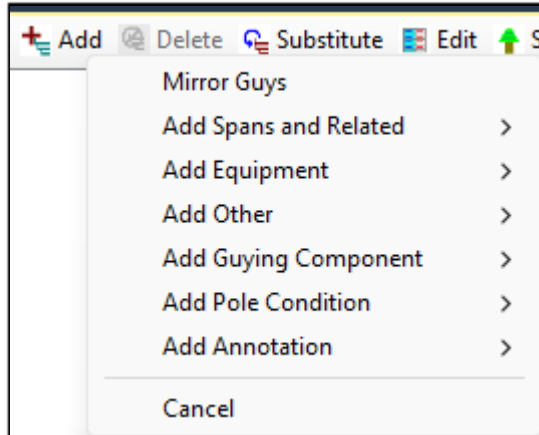 Add Delete Substitute Edit S
Mirror Guys
Add Spans and Related
Add Equipment
Add Other
Add Guying Component
Add Pole Condition
Add Annotation
Cancel